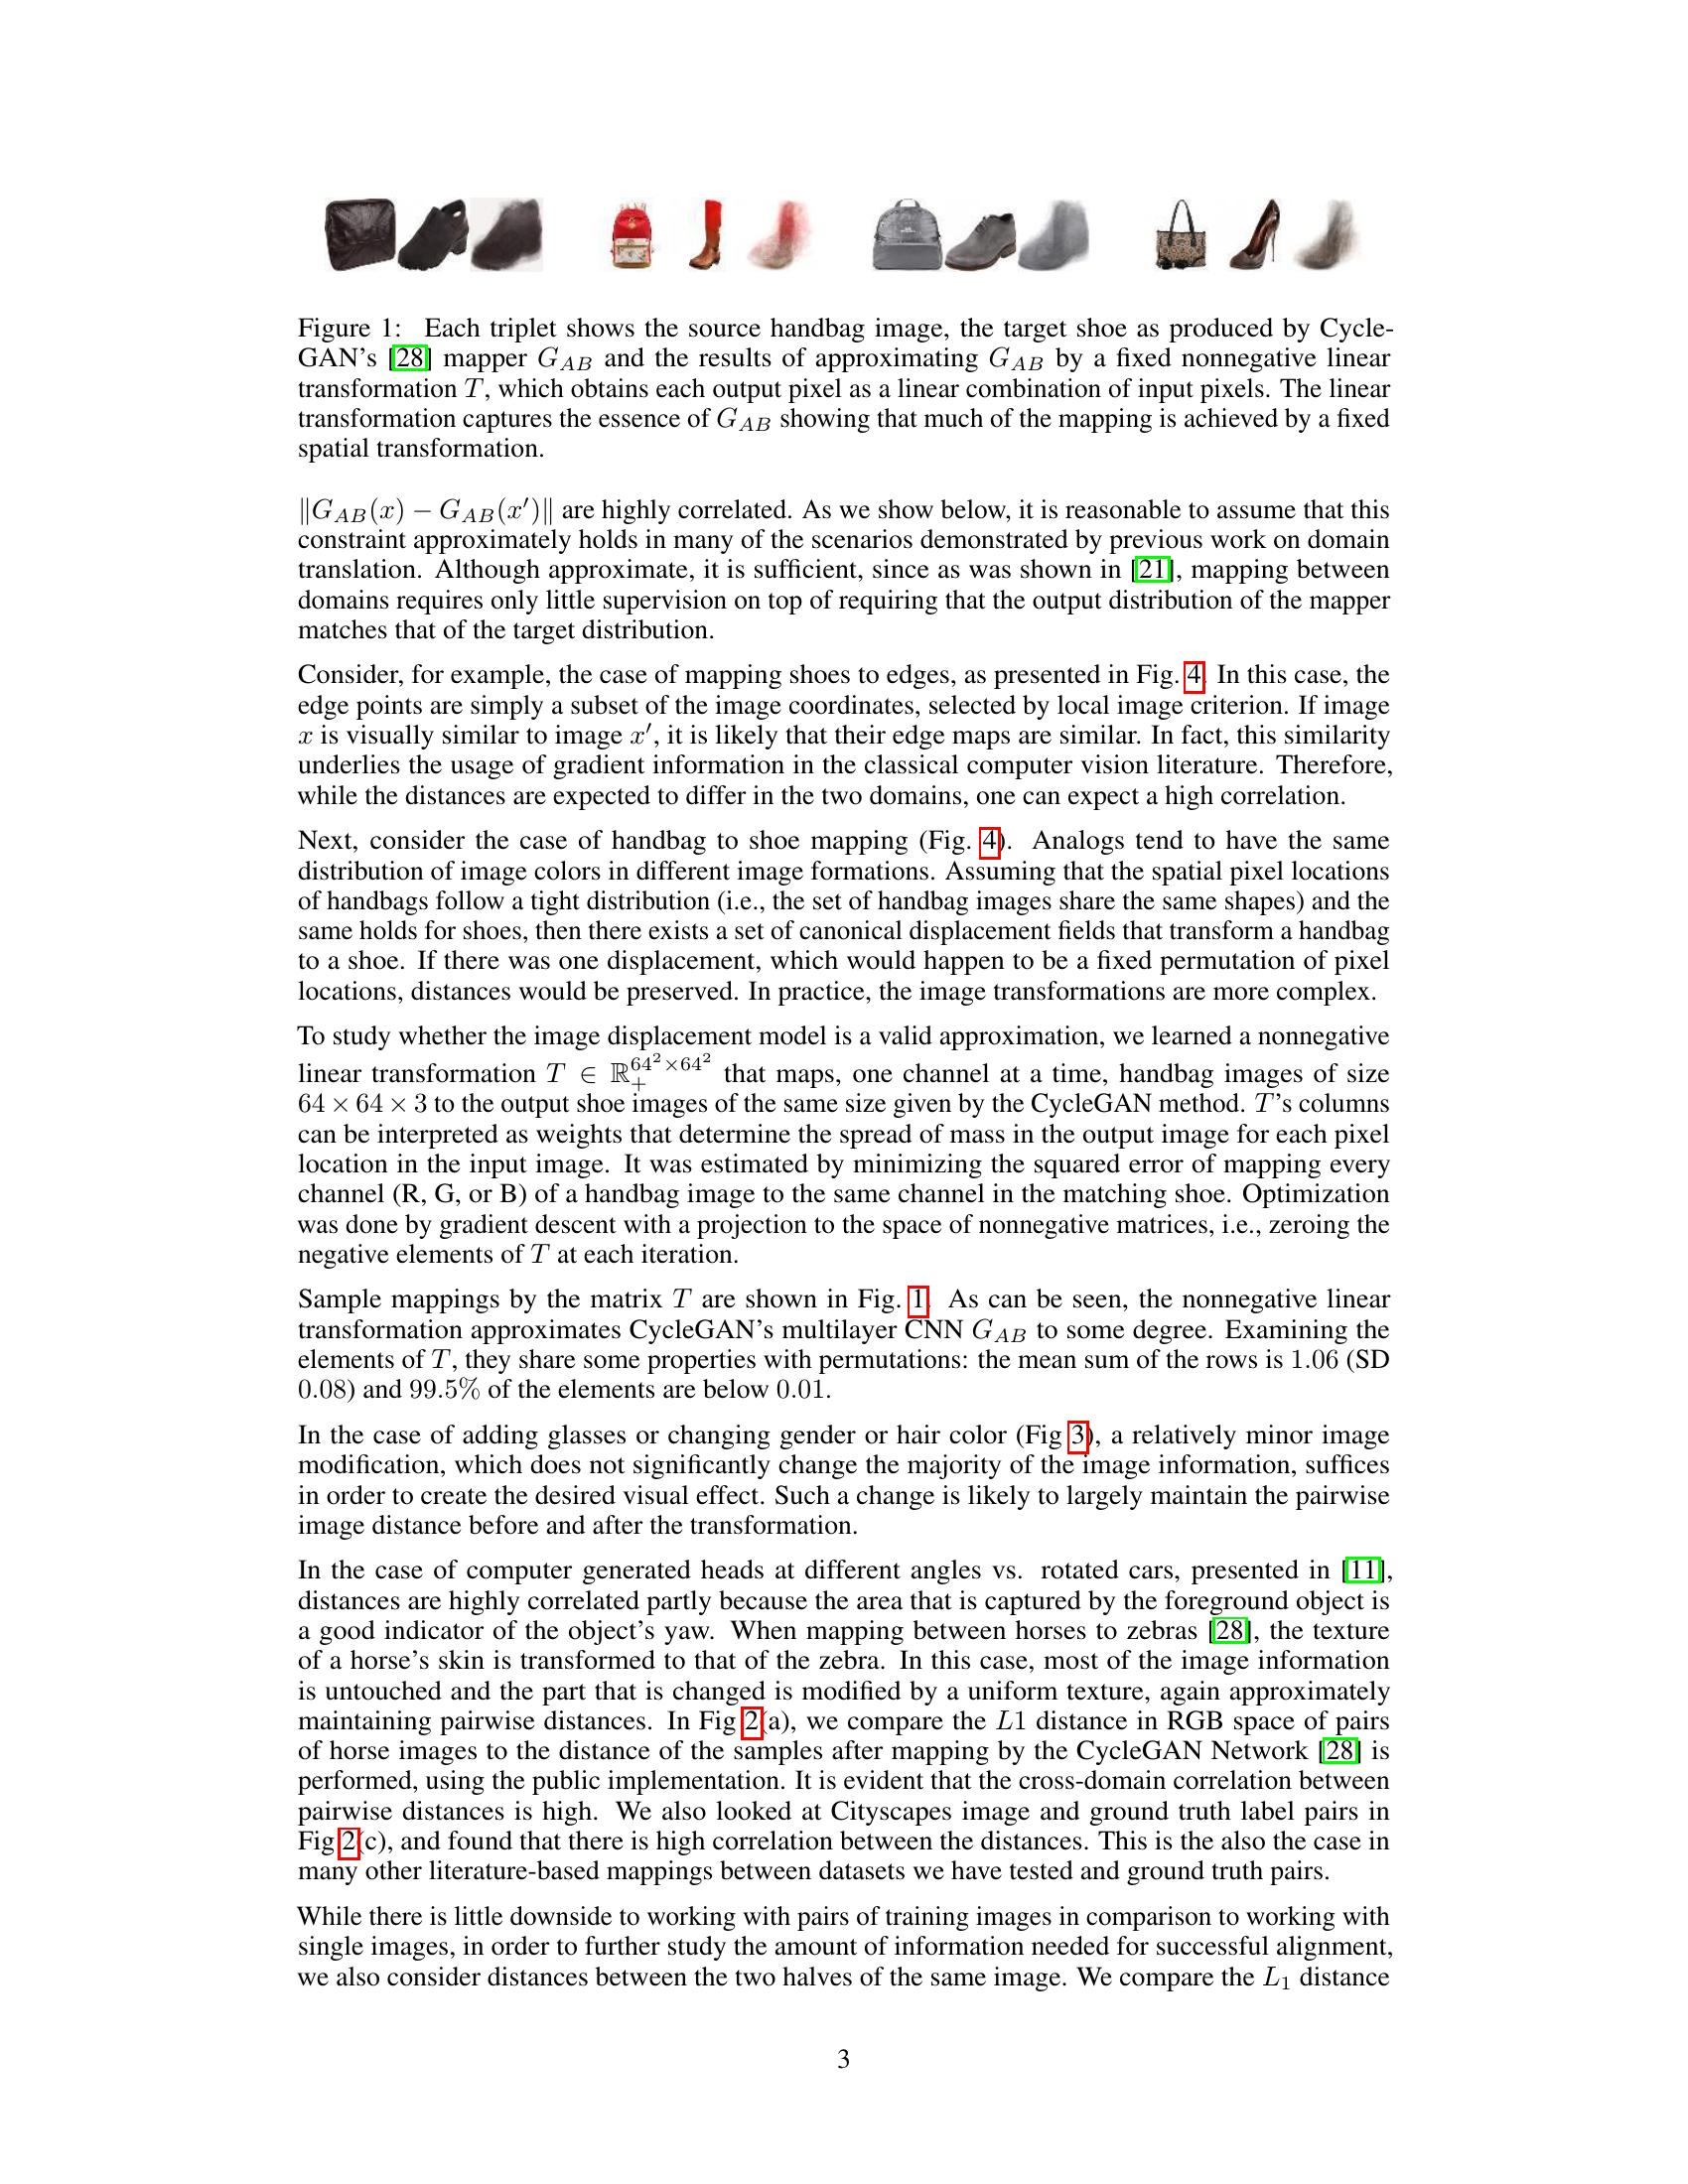 Figure 1: Each triplet shows the source handbag image, the target shoe as produced by Cycle-
GAN's [28] mapper G_AB and the results of approximating G_AB by a fixed nonnegative linear
transformation T, which obtains each output pixel as a linear combination of input pixels. The linear
transformation captures the essence of G_AB showing that much of the mapping is achieved by a fixed
spatial transformation.
‖G_AB(x) − G_AB(x′)‖ are highly correlated. As we show below, it is reasonable to assume that this
constraint approximately holds in many of the scenarios demonstrated by previous work on domain
translation. Although approximate, it is sufficient, since as was shown in [21], mapping between
domains requires only little supervision on top of requiring that the output distribution of the mapper
matches that of the target distribution.
Consider, for example, the case of mapping shoes to edges, as presented in Fig. 4. In this case, the
edge points are simply a subset of the image coordinates, selected by local image criterion. If image
x is visually similar to image x′, it is likely that their edge maps are similar. In fact, this similarity
underlies the usage of gradient information in the classical computer vision literature. Therefore,
while the distances are expected to differ in the two domains, one can expect a high correlation.
Next, consider the case of handbag to shoe mapping (Fig. 4). Analogs tend to have the same
distribution of image colors in different image formations. Assuming that the spatial pixel locations
of handbags follow a tight distribution (i.e., the set of handbag images share the same shapes) and the
same holds for shoes, then there exists a set of canonical displacement fields that transform a handbag
to a shoe. If there was one displacement, which would happen to be a fixed permutation of pixel
locations, distances would be preserved. In practice, the image transformations are more complex.
To study whether the image displacement model is a valid approximation, we learned a nonnegative
linear transformation T ∈ ℝ₊^{64²×64²} that maps, one channel at a time, handbag images of size
64 × 64 × 3 to the output shoe images of the same size given by the CycleGAN method. T's columns
can be interpreted as weights that determine the spread of mass in the output image for each pixel
location in the input image. It was estimated by minimizing the squared error of mapping every
channel (R, G, or B) of a handbag image to the same channel in the matching shoe. Optimization
was done by gradient descent with a projection to the space of nonnegative matrices, i.e., zeroing the
negative elements of T at each iteration.
Sample mappings by the matrix T are shown in Fig. 1. As can be seen, the nonnegative linear
transformation approximates CycleGAN's multilayer CNN G_AB to some degree. Examining the
elements of T, they share some properties with permutations: the mean sum of the rows is 1.06 (SD
0.08) and 99.5% of the elements are below 0.01.
In the case of adding glasses or changing gender or hair color (Fig 3), a relatively minor image
modification, which does not significantly change the majority of the image information, suffices
in order to create the desired visual effect. Such a change is likely to largely maintain the pairwise
image distance before and after the transformation.
In the case of computer generated heads at different angles vs. rotated cars, presented in [11],
distances are highly correlated partly because the area that is captured by the foreground object is
a good indicator of the object's yaw. When mapping between horses to zebras [28], the texture
of a horse's skin is transformed to that of the zebra. In this case, most of the image information
is untouched and the part that is changed is modified by a uniform texture, again approximately
maintaining pairwise distances. In Fig 2(a), we compare the L1 distance in RGB space of pairs
of horse images to the distance of the samples after mapping by the CycleGAN Network [28] is
performed, using the public implementation. It is evident that the cross-domain correlation between
pairwise distances is high. We also looked at Cityscapes image and ground truth label pairs in
Fig 2(c), and found that there is high correlation between the distances. This is the also the case in
many other literature-based mappings between datasets we have tested and ground truth pairs.
While there is little downside to working with pairs of training images in comparison to working with
single images, in order to further study the amount of information needed for successful alignment,
we also consider distances between the two halves of the same image. We compare the L₁ distance
3